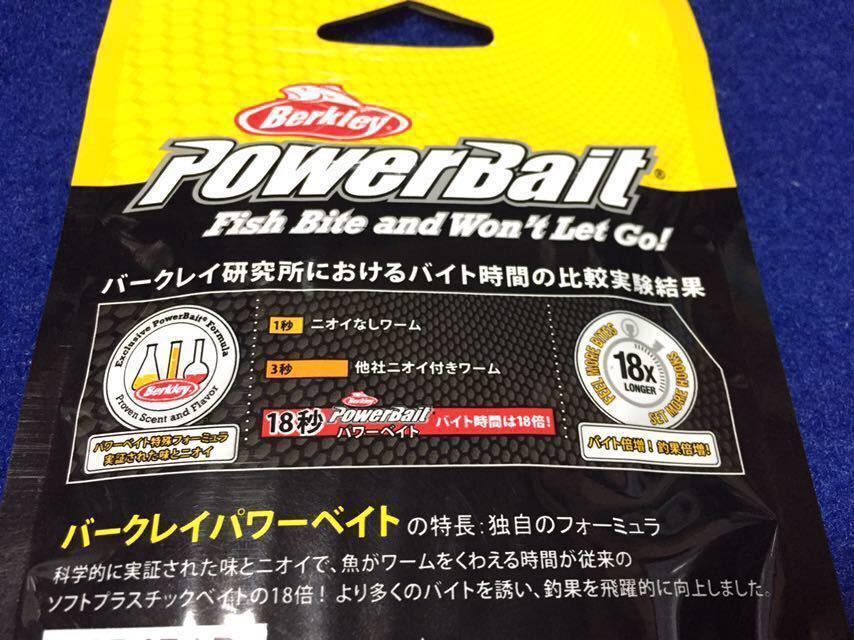 Berkley
PowerBait®
Fish Bite and Won't Let Go!
バークレイ研究所におけるバイト時間の比較実験結果
Exclusive PowerBait® Formula
Berkley
Proven Scent and Flavor
パワーベイト特殊フォーミュラ
実証された味とニオイ
1秒 ニオイなしワーム
3秒 他社ニオイ付きワーム
Berkley
18秒 PowerBait バイト時間は18倍!
パワーベイト
FEEL MORE BITES
18X
LONGER
SET MORE HOOKS
バイト倍増!釣果倍増!
バークレイパワーベイト の特長:独自のフォーミュラ
科学的に実証された味とニオイで、魚がワームをくわえる時間が従来の
ソフトプラスチックベイトの18倍! より多くのバイトを誘い、釣果を飛躍的に向上しました。